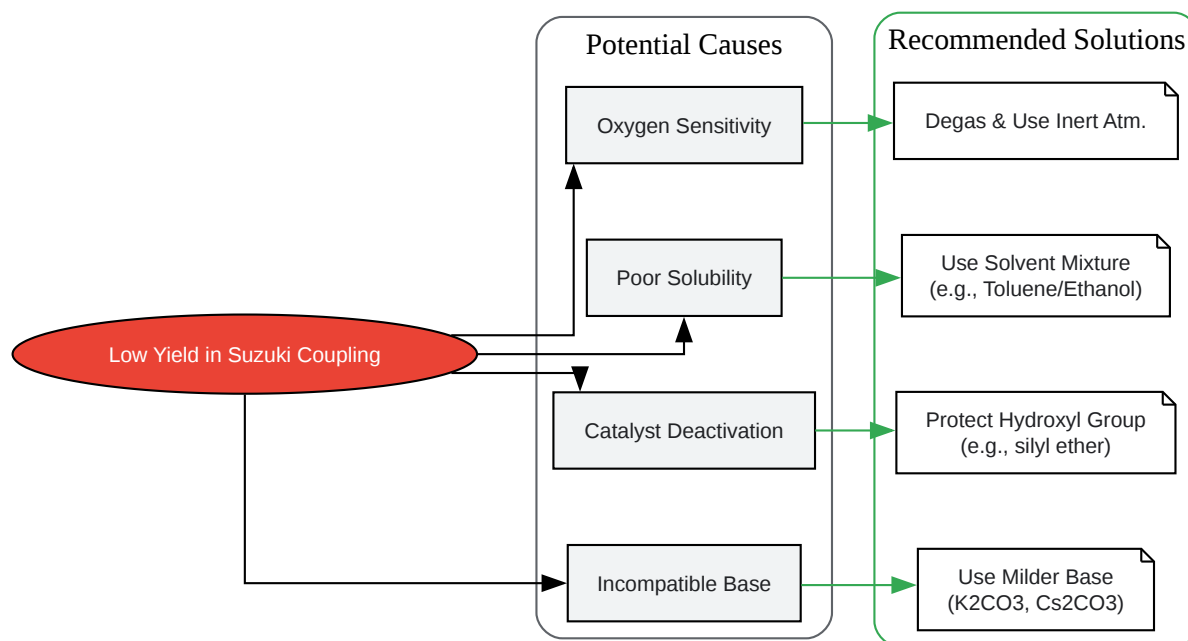 Potential Causes
Recommended Solutions
Oxygen Sensitivity
Degas & Use Inert Atm.
Poor Solubility
Use Solvent Mixture
(e.g., Toluene/Ethanol)
Low Yield in Suzuki Coupling
Catalyst Deactivation
Protect Hydroxyl Group
(e.g., silyl ether)
Incompatible Base
Use Milder Base
(K2CO3, Cs2CO3)